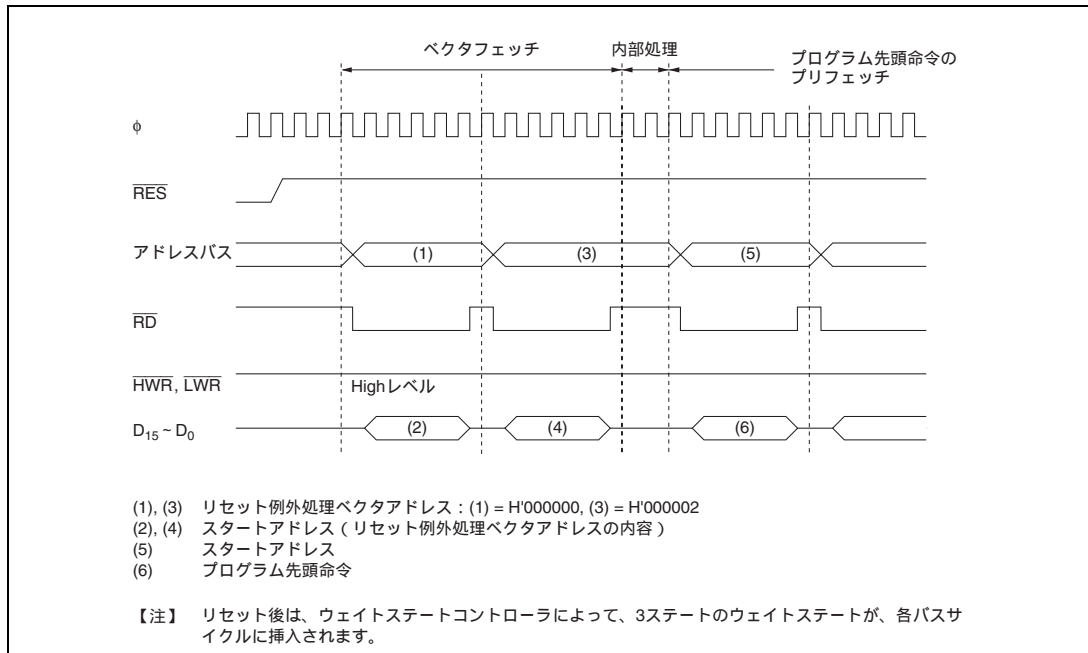 ベクタフェッチ
内部処理
プログラム先頭命令の
プリフェッチ
φ
RES
アドレスバス
(1)
(3)
(5)
RD
HWR, LWR
Highレベル
D15 ~ D0
(2)
(4)
(6)
(1), (3) リセット例外処理ベクタアドレス：(1) = H'000000, (3) = H'000002
(2), (4) スタートアドレス（リセット例外処理ベクタアドレスの内容）
(5) スタートアドレス
(6) プログラム先頭命令
【注】 リセット後は、ウェイトステートコントローラによって、3ステートのウェイトステートが、各バスサ
イクルに挿入されます。